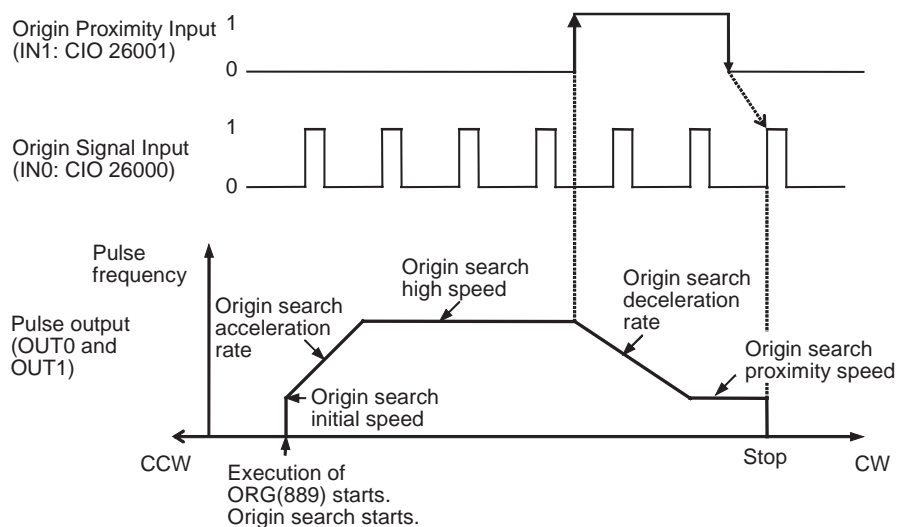 Origin Proximity Input
(IN1: CIO 26001)
1
0
Origin Signal Input
(IN0: CIO 26000)
1
0
Pulse
frequency
Pulse output
(OUT0 and
OUT1)
Origin search
acceleration
rate
Origin search
high speed
Origin search
deceleration
rate
Origin search
proximity speed
Origin search
initial speed
CCW
Execution of
ORG(889) starts.
Origin search starts.
Stop
CW